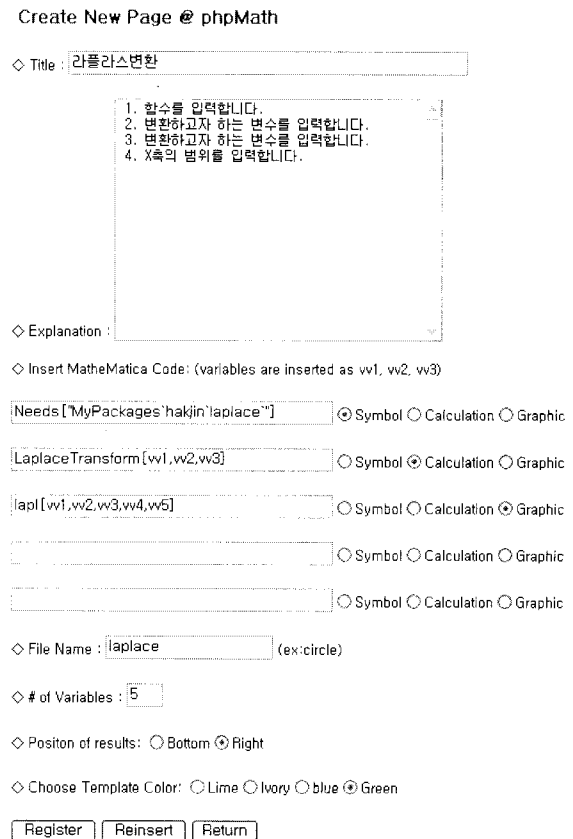 Create New Page @ phpMath
◇ Title : 라플라스변환
1. 함수를 입력합니다.
2. 변환하고자 하는 변수를 입력합니다.
3. 변환하고자 하는 변수를 입력합니다.
4. X축의 범위를 입력합니다.
◇ Explanation :
◇ Insert MatheMatica Code: (variables are inserted as vv1, vv2, vv3)
Needs["MyPackages`hakjin`laplace`"] Symbol Calculation Graphic
LaplaceTransform[vv1,vv2,vv3] Symbol Calculation Graphic
lapl[vv1,vv2,vv3,vv4,vv5] Symbol Calculation Graphic
Symbol Calculation Graphic
Symbol Calculation Graphic
◇ File Name : laplace (ex:circle)
◇ # of Variables : 5
◇ Positon of results: Bottom Right
◇ Choose Template Color: Lime Ivory blue Green
Register Reinsert Return